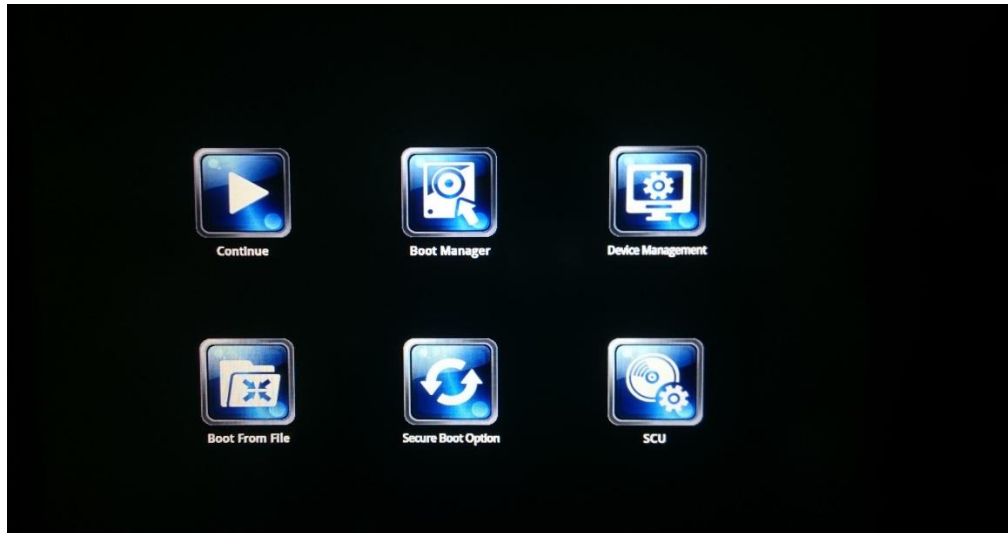 Continue
Boot Manager
Device Management
Boot From File
Secure Boot Option
SCU